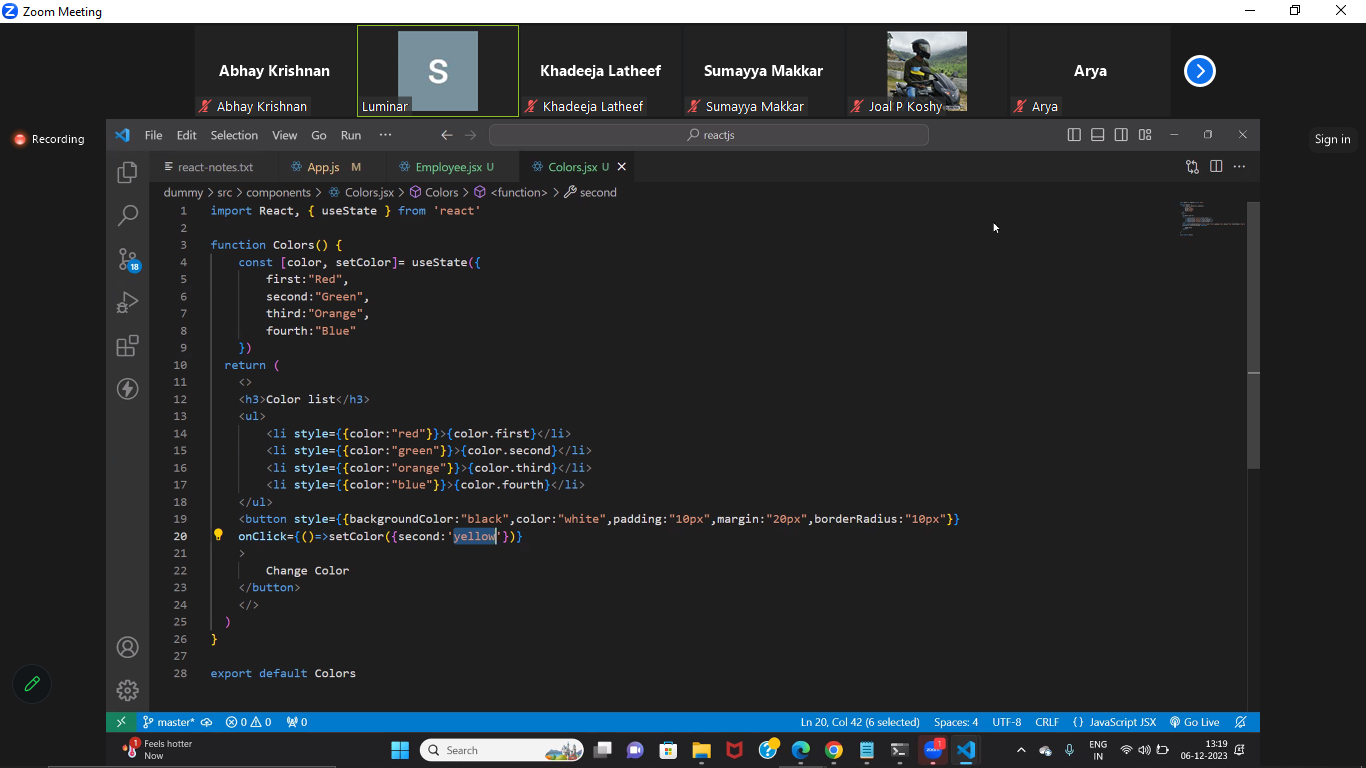 Zoom Meeting
Abhay Krishnan
S
Khadeeja Latheef
Sumayya Makkar
Arya
Abhay Krishnan
Luminar
Khadeeja Latheef
Sumayya Makkar
Joal P Koshy
Arya
Recording
Sign in
File Edit Selection View Go Run ··· reactjs
react-notes.txt App.js M Employee.jsx U Colors.jsx U
dummy > src > components > Colors.jsx > Colors > <function> > second
1 import React, { useState } from 'react'
2
3 function Colors() {
4 const [color, setColor]= useState({
5 first:"Red",
6 second:"Green",
7 third:"Orange",
8 fourth:"Blue"
9 })
10 return (
11 <>
12 <h3>Color list</h3>
13 <ul>
14 <li style={{color:"red"}}>{color.first}</li>
15 <li style={{color:"green"}}>{color.second}</li>
16 <li style={{color:"orange"}}>{color.third}</li>
17 <li style={{color:"blue"}}>{color.fourth}</li>
18 </ul>
19 <button style={{backgroundColor:"black",color:"white",padding:"10px",margin:"20px",borderRadius:"10px"}}
20 onClick={()=>setColor({second:'yellow'})}
21 >
22 Change Color
23 </button>
24 </>
25 )
26 }
27
28 export default Colors
18
master* 0 0 0 Ln 20, Col 42 (6 selected) Spaces: 4 UTF-8 CRLF {} JavaScript JSX Go Live
1 Feels hotter
Now
Search
1
ENG
IN
13:19
06-12-2023